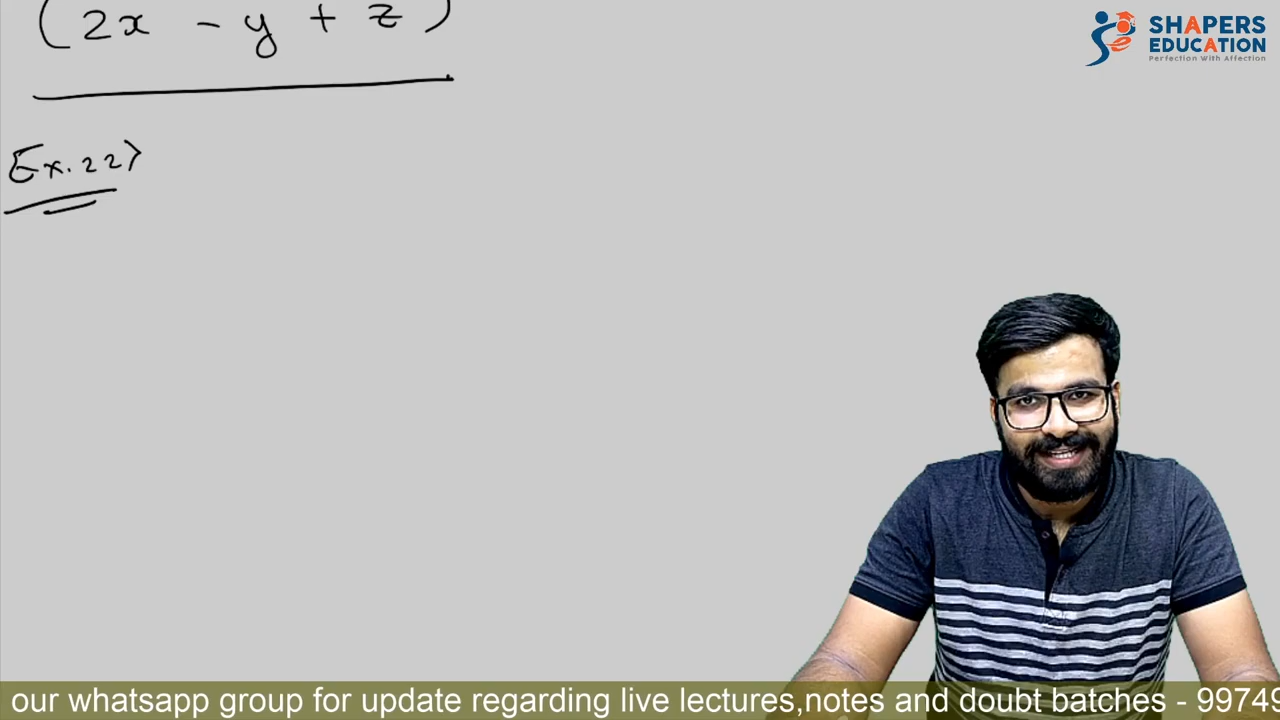 (2x - y + z)
Ex.22>
SHAPERS
EDUCATION
Perfection With Affection
our whatsapp group for update regarding live lectures,notes and doubt batches - 99749